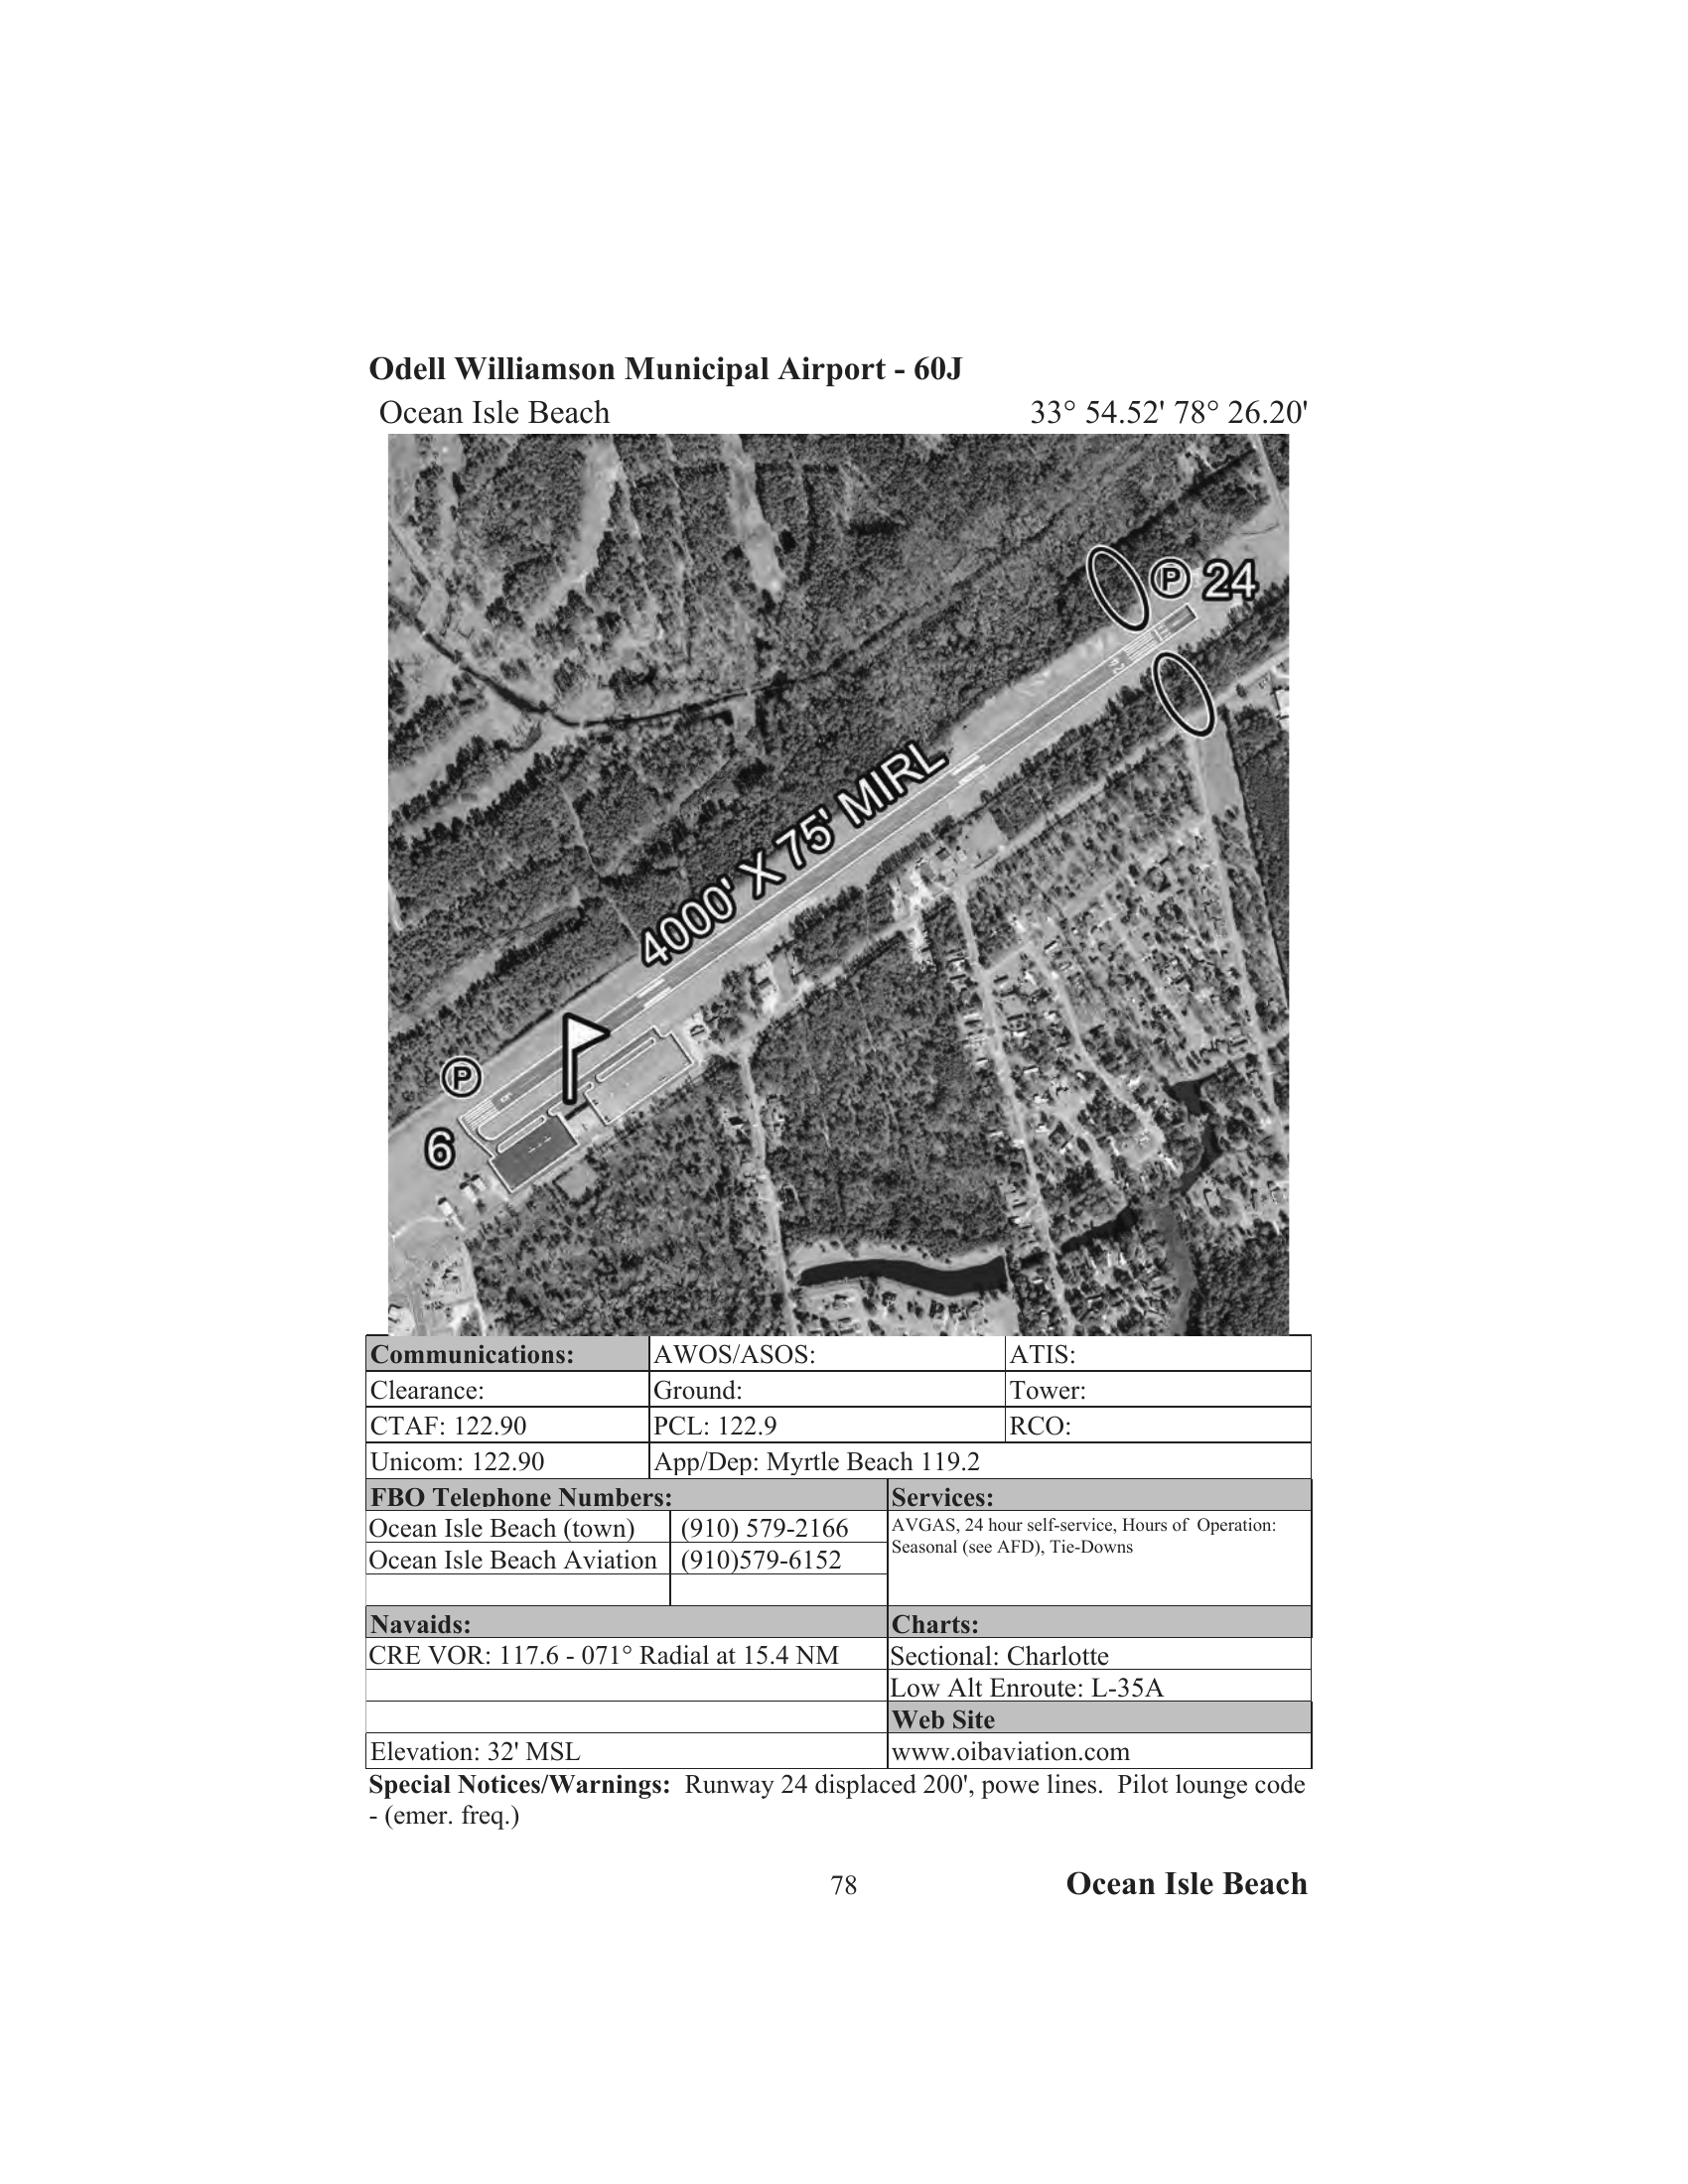 Odell Williamson Municipal Airport - 60J
Ocean Isle Beach 33° 54.52' 78° 26.20'
P 24
4000' X 75' MIRL
P
6
Communications: AWOS/ASOS: ATIS:
Clearance: Ground: Tower:
CTAF: 122.90 PCL: 122.9 RCO:
Unicom: 122.90 App/Dep: Myrtle Beach 119.2
FBO Telephone Numbers: Services:
Ocean Isle Beach (town) (910) 579-2166 AVGAS, 24 hour self-service, Hours of Operation:
Seasonal (see AFD), Tie-Downs
Ocean Isle Beach Aviation (910)579-6152
Navaids: Charts:
CRE VOR: 117.6 - 071° Radial at 15.4 NM Sectional: Charlotte
Low Alt Enroute: L-35A
Web Site
Elevation: 32' MSL www.oibaviation.com
Special Notices/Warnings: Runway 24 displaced 200', powe lines. Pilot lounge code
- (emer. freq.)
78 Ocean Isle Beach